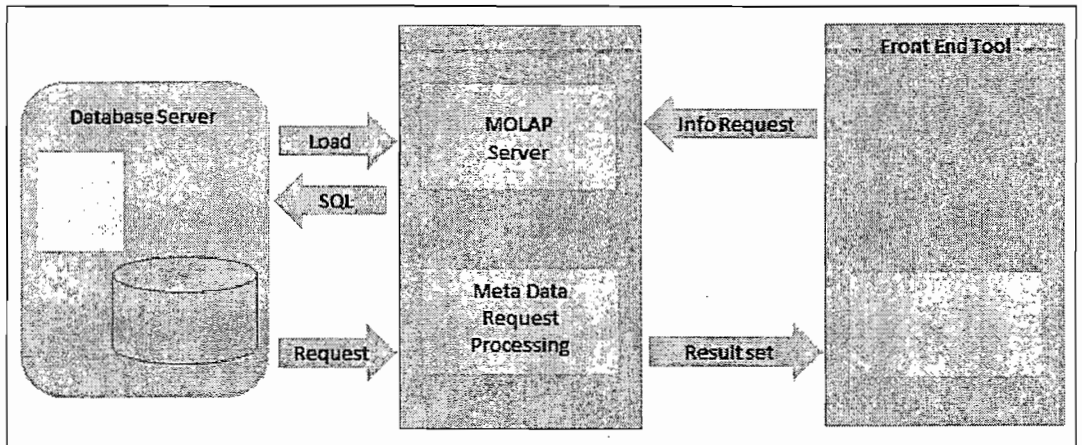 Database Server
Load
SQL
Request
MOLAP
Server
Meta Data
Request
Processing
Info Request
Result set
Front End Tool